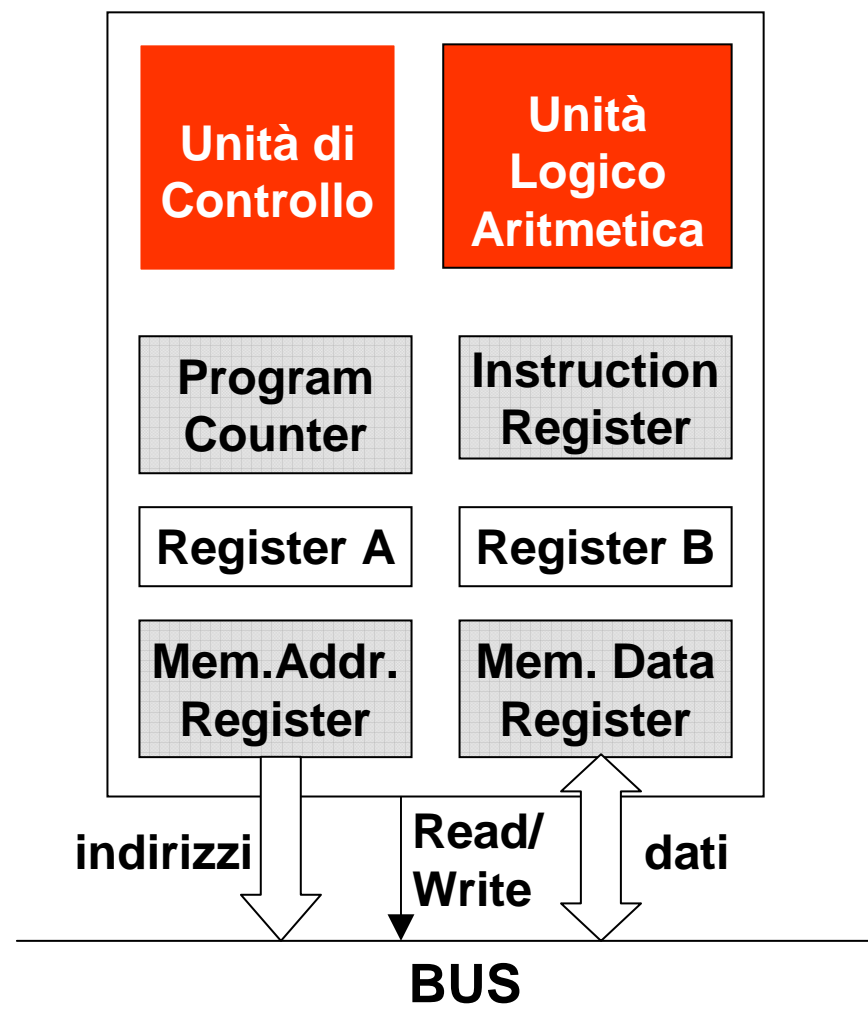 Unità di
Controllo
Unità
Logico
Aritmetica
Program
Counter
Instruction
Register
Register A
Register B
Mem.Addr.
Register
Mem. Data
Register
indirizzi
Read/
Write
dati
BUS